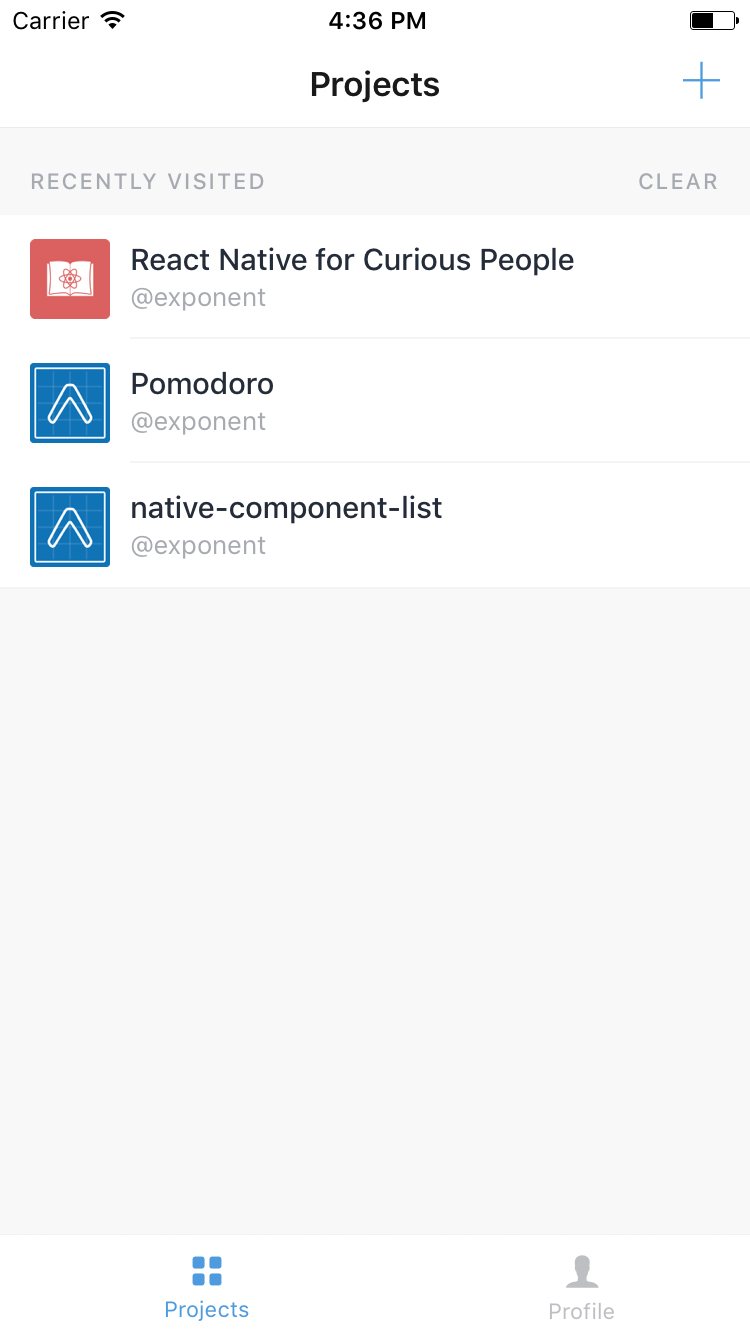 Carrier 4:36 PM
Projects
RECENTLY VISITED CLEAR
React Native for Curious People
@exponent
Pomodoro
@exponent
native-component-list
@exponent
Projects Profile